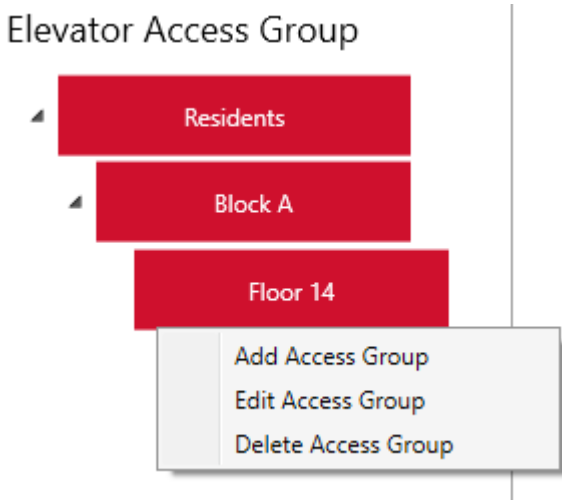 Elevator Access Group
Residents
Block A
Floor 14
Add Access Group
Edit Access Group
Delete Access Group